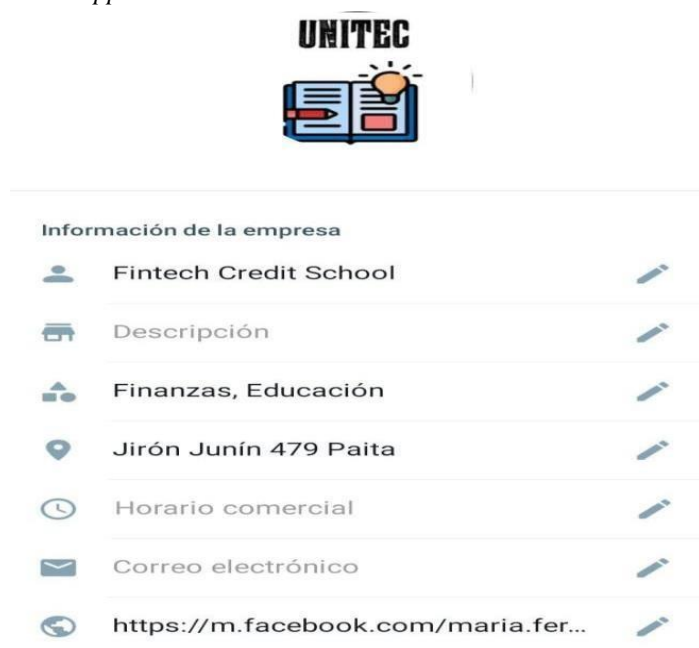 UNITEC
Información de la empresa
Fintech Credit School
Descripción
Finanzas, Educación
Jirón Junín 479 Paita
Horario comercial
Correo electrónico
https://m.facebook.com/maria.fer...